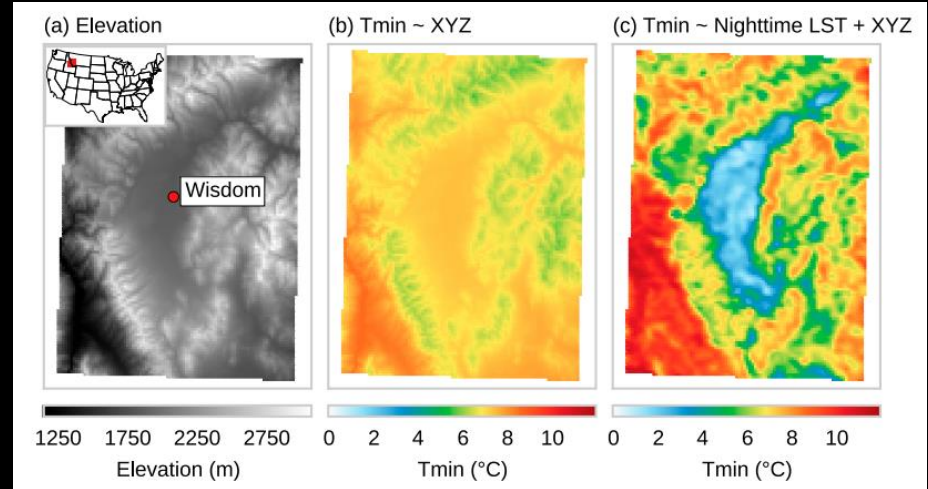 (a) Elevation
(b) Tmin ~ XYZ
(c) Tmin ~ Nighttime LST + XYZ
Wisdom
1250 1750 2250 2750
Elevation (m)
0 2 4 6 8 10
Tmin (°C)
0 2 4 6 8 10
Tmin (°C)